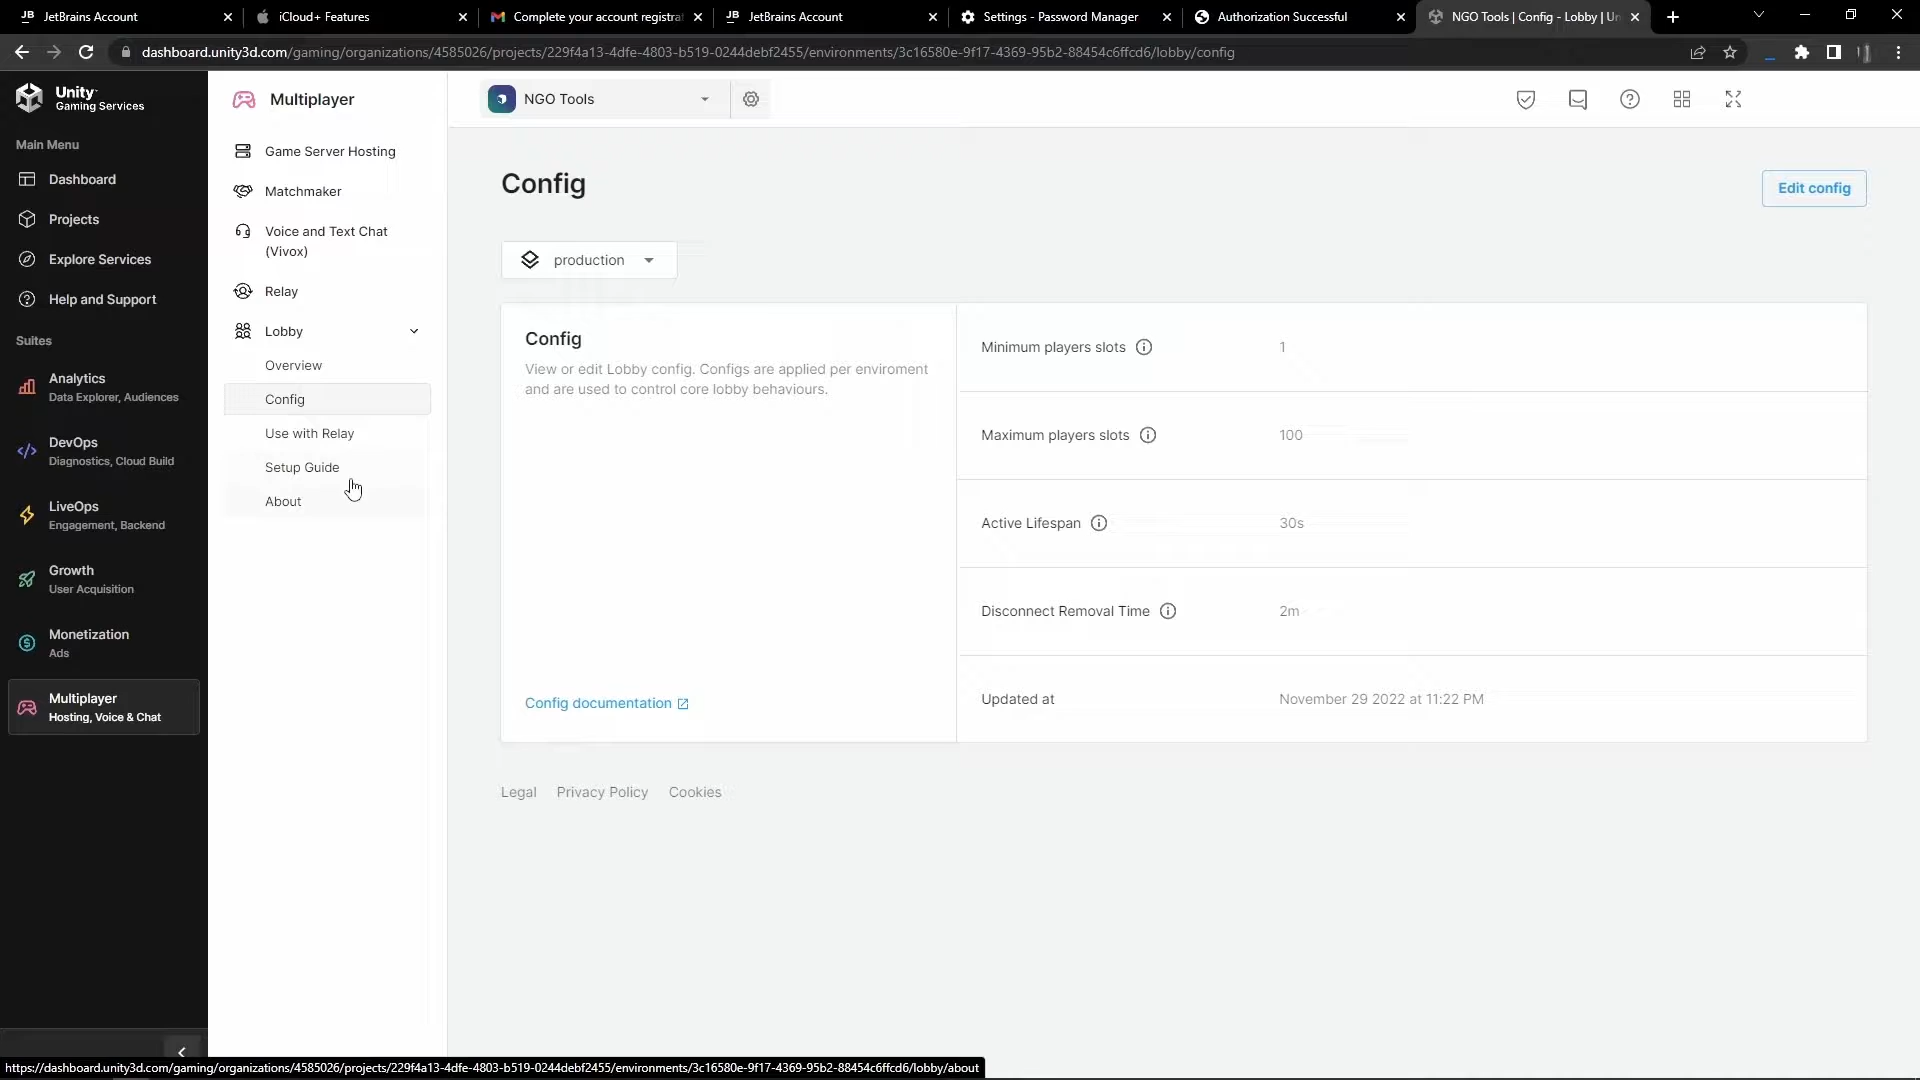 JB JetBrains Account
iCloud+ Features
Complete your account registra
JB JetBrains Account
Settings - Password Manager
Authorization Successful
NGO Tools | Config - Lobby | Un
dashboard.unity3d.com/gaming/organizations/4585026/projects/229f4a13-4dfe-4803-b519-0244debf2455/environments/3c16580e-9f17-4369-95b2-88454c6ffcd6/lobby/config
Unity
Gaming Services
Main Menu
Dashboard
Projects
Explore Services
Help and Support
Suites
Analytics
Data Explorer, Audiences
DevOps
Diagnostics, Cloud Build
LiveOps
Engagement, Backend
Growth
User Acquisition
Monetization
Ads
Multiplayer
Hosting, Voice & Chat
Multiplayer
Game Server Hosting
Matchmaker
Voice and Text Chat
(Vivox)
Relay
Lobby
Overview
Config
Use with Relay
Setup Guide
About
NGO Tools
Config
Edit config
production
Config
View or edit Lobby config. Configs are applied per enviroment
and are used to control core lobby behaviours.
Config documentation
Minimum players slots 1
Maximum players slots 100
Active Lifespan 30s
Disconnect Removal Time 2m
Updated at November 29 2022 at 11:22 PM
Legal Privacy Policy Cookies
https://dashboard.unity3d.com/gaming/organizations/4585026/projects/229f4a13-4dfe-4803-b519-0244debf2455/environments/3c16580e-9f17-4369-95b2-88454c6ffcd6/lobby/about